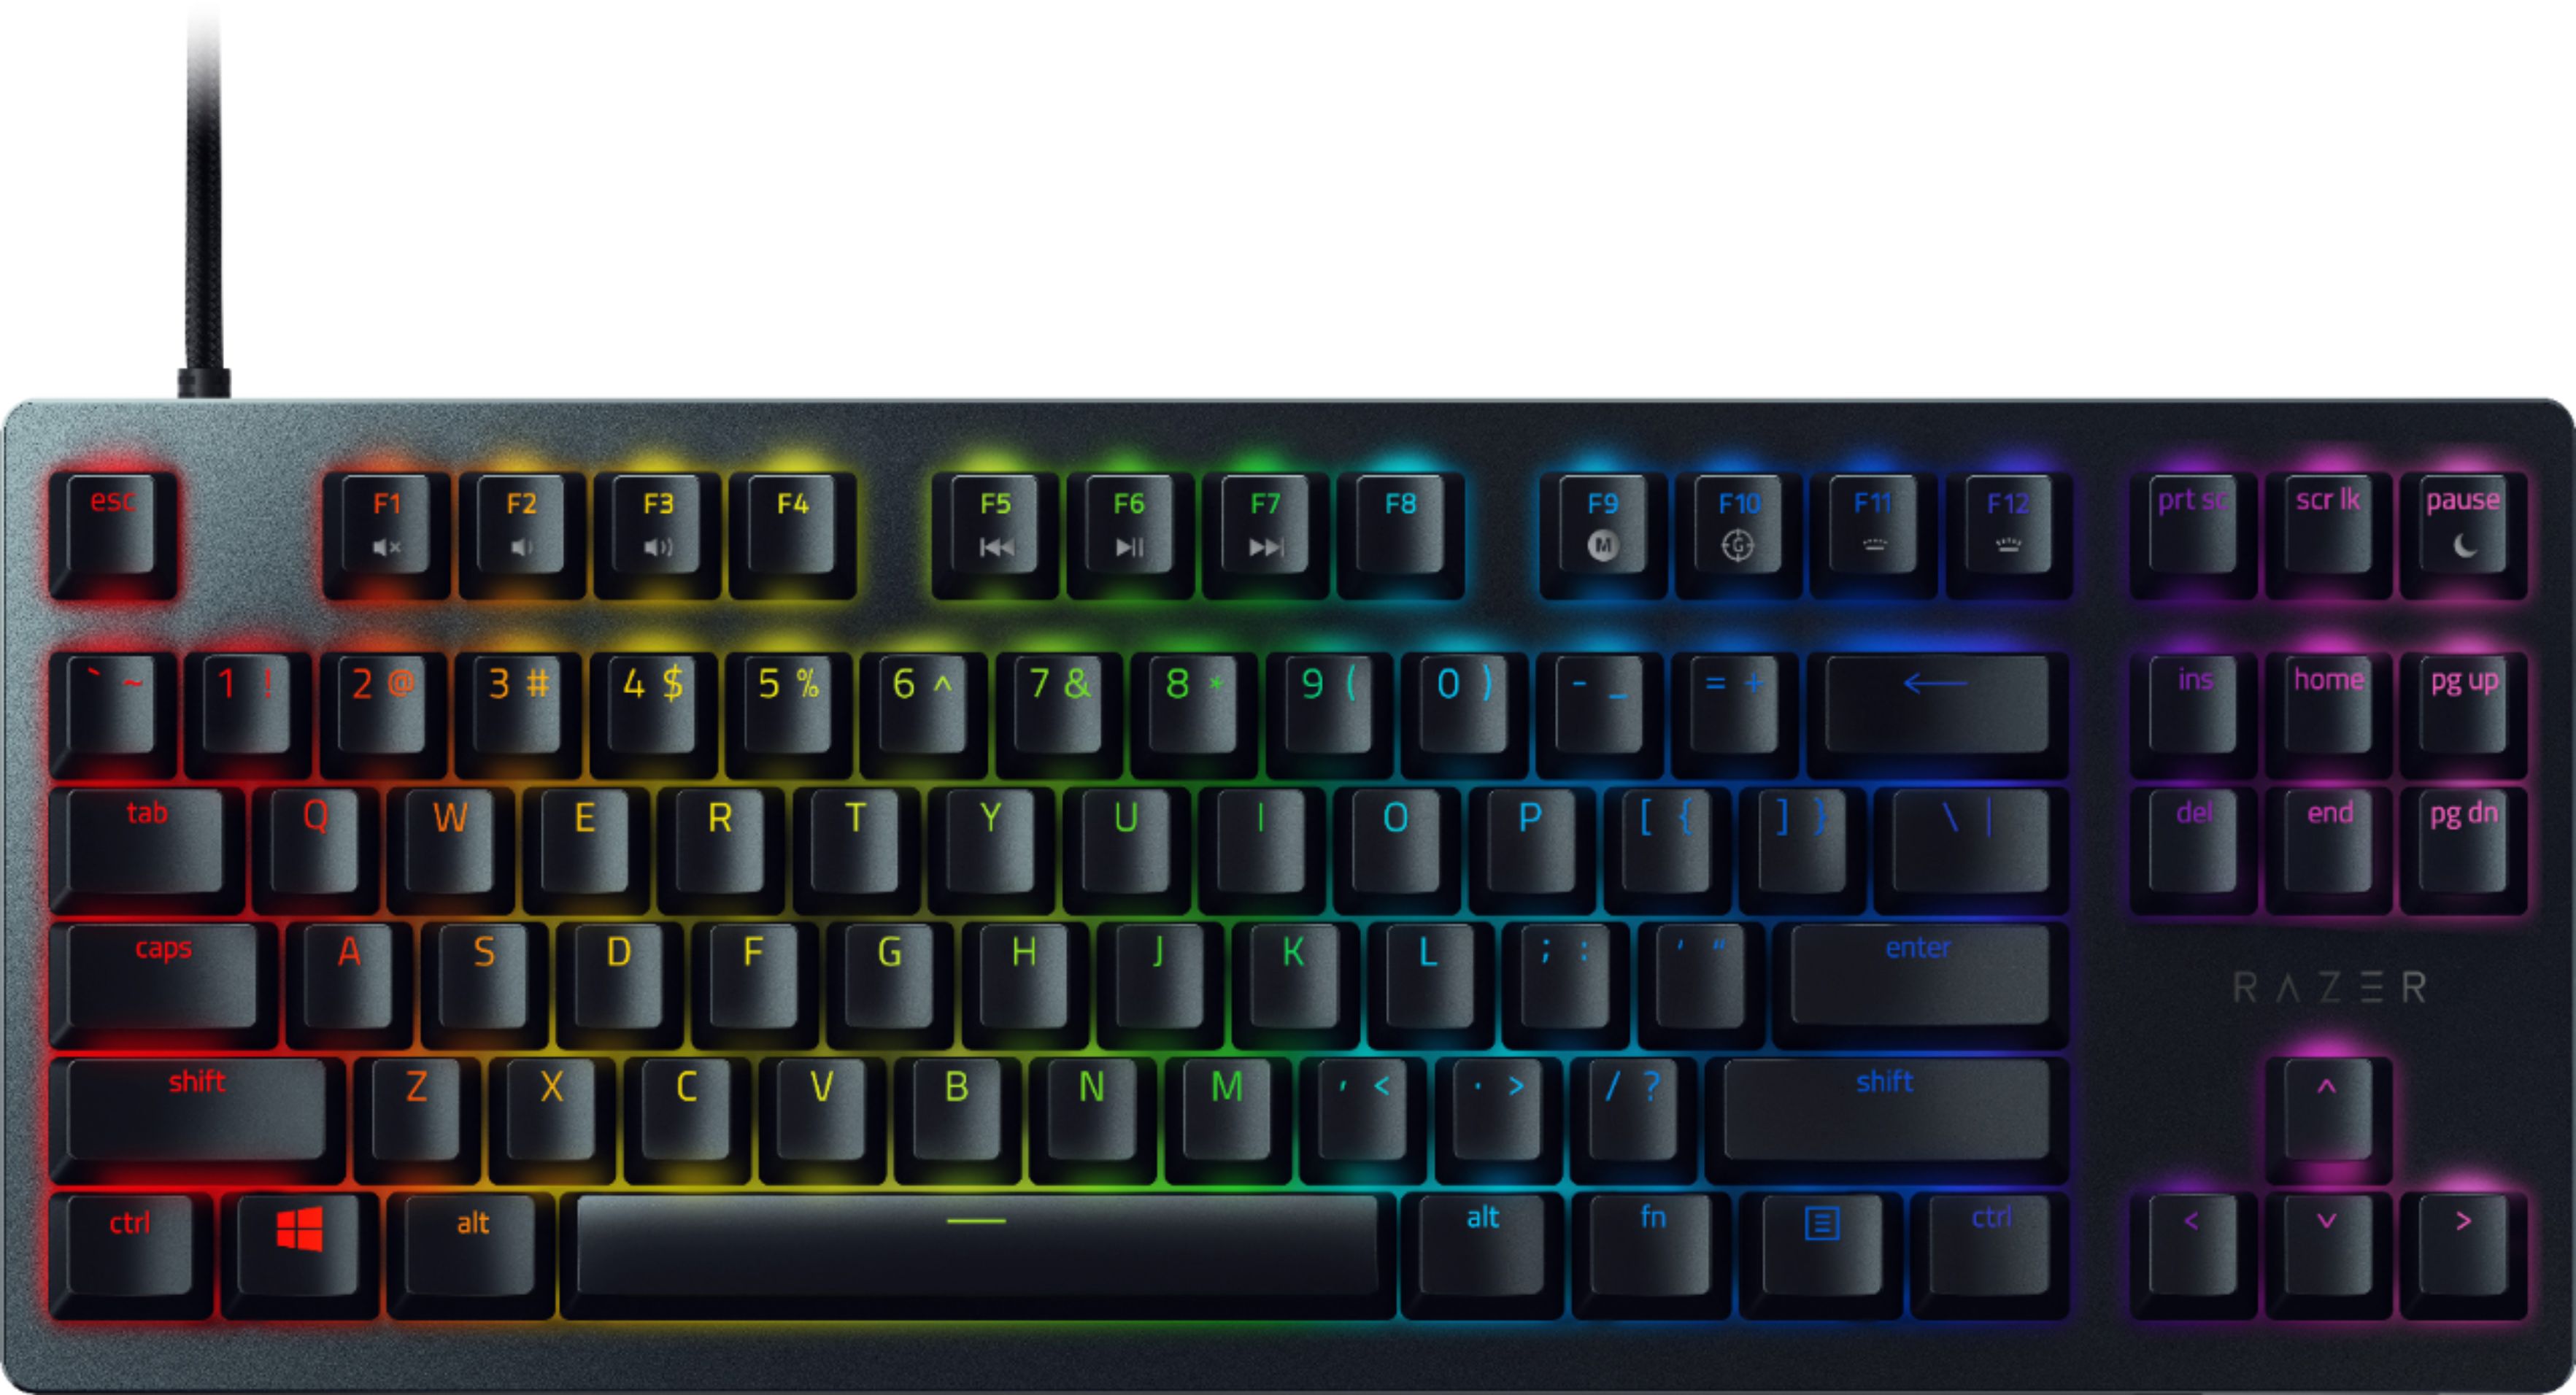 esc F1 F2 F3 F4 F5 F6 F7 F8 F9 F10 F11 F12 prt sc scr lk pause
M G
` ~ 1 ! 2 @ 3 # 4 $ 5 % 6 ^ 7 & 8 * 9 ( 0 ) - _ = + ← ins home pg up
tab Q W E R T Y U I O P [ { ] } \ | del end pg dn
caps A S D F G H J K L ; : ' " enter
RAZER
shift Z X C V B N M , < . > / ? shift ^
ctrl alt — alt fn ctrl < v >